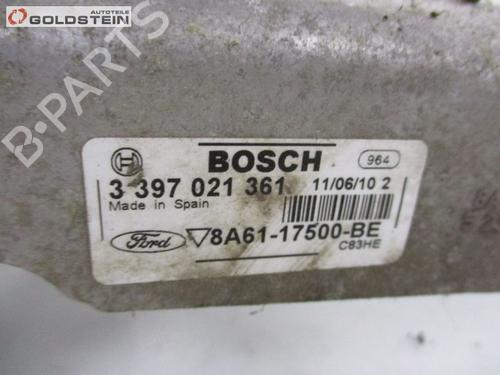 AUTOTEILE
GOLDSTEIN
BOSCH 964
3 397 021 361 11/06/10 2
Made in Spain
Ford 8A61-17500-BE
C83HE